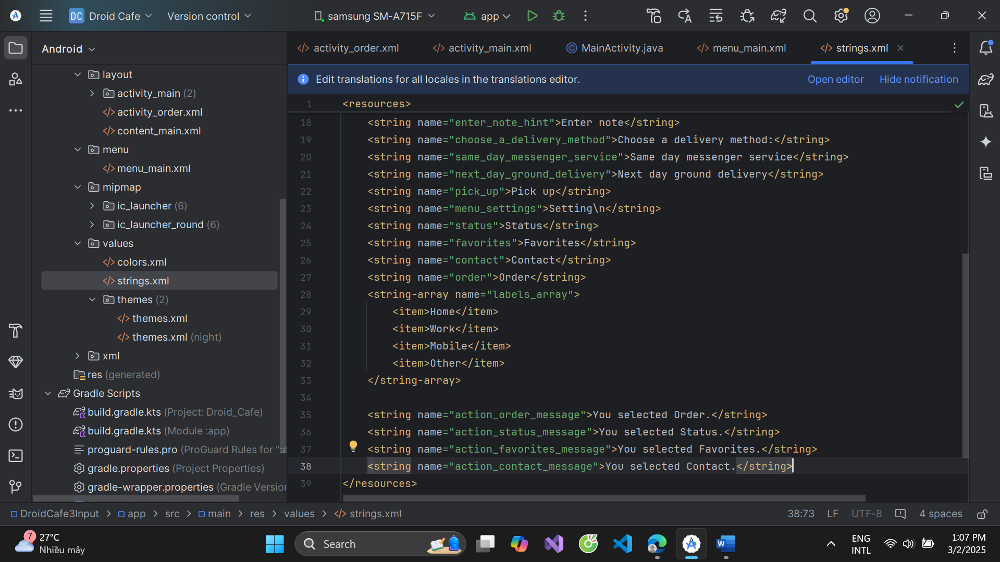 DC Droid Cafe Version control samsung SM-A715F app
Android
layout
activity_main (2)
activity_order.xml
content_main.xml
menu
menu_main.xml
mipmap
ic_launcher (6)
ic_launcher_round (6)
values
colors.xml
strings.xml
themes (2)
themes.xml
themes.xml (night)
xml
res (generated)
Gradle Scripts
build.gradle.kts (Project: Droid_Cafe)
build.gradle.kts (Module :app)
proguard-rules.pro (ProGuard Rules for ":a
gradle.properties (Project Properties)
gradle-wrapper.properties (Gradle Version
activity_order.xml activity_main.xml MainActivity.java menu_main.xml strings.xml
Edit translations for all locales in the translations editor. Open editor Hide notification
1 <resources>
18 <string name="enter_note_hint">Enter note</string>
19 <string name="choose_a_delivery_method">Choose a delivery method:</string>
20 <string name="same_day_messenger_service">Same day messenger service</string>
21 <string name="next_day_ground_delivery">Next day ground delivery</string>
22 <string name="pick_up">Pick up</string>
23 <string name="menu_settings">Setting\n</string>
24 <string name="status">Status</string>
25 <string name="favorites">Favorites</string>
26 <string name="contact">Contact</string>
27 <string name="order">Order</string>
28 <string-array name="labels_array">
29 <item>Home</item>
30 <item>Work</item>
31 <item>Mobile</item>
32 <item>Other</item>
33 </string-array>
34
35 <string name="action_order_message">You selected Order.</string>
36 <string name="action_status_message">You selected Status.</string>
37 <string name="action_favorites_message">You selected Favorites.</string>
38 <string name="action_contact_message">You selected Contact.</string>
39 </resources>
DroidCafe3Input app src main res values strings.xml 38:73 LF UTF-8 4 spaces
7 27°C
Nhiều mây
Search
W
ENG
INTL
1:07 PM
3/2/2025